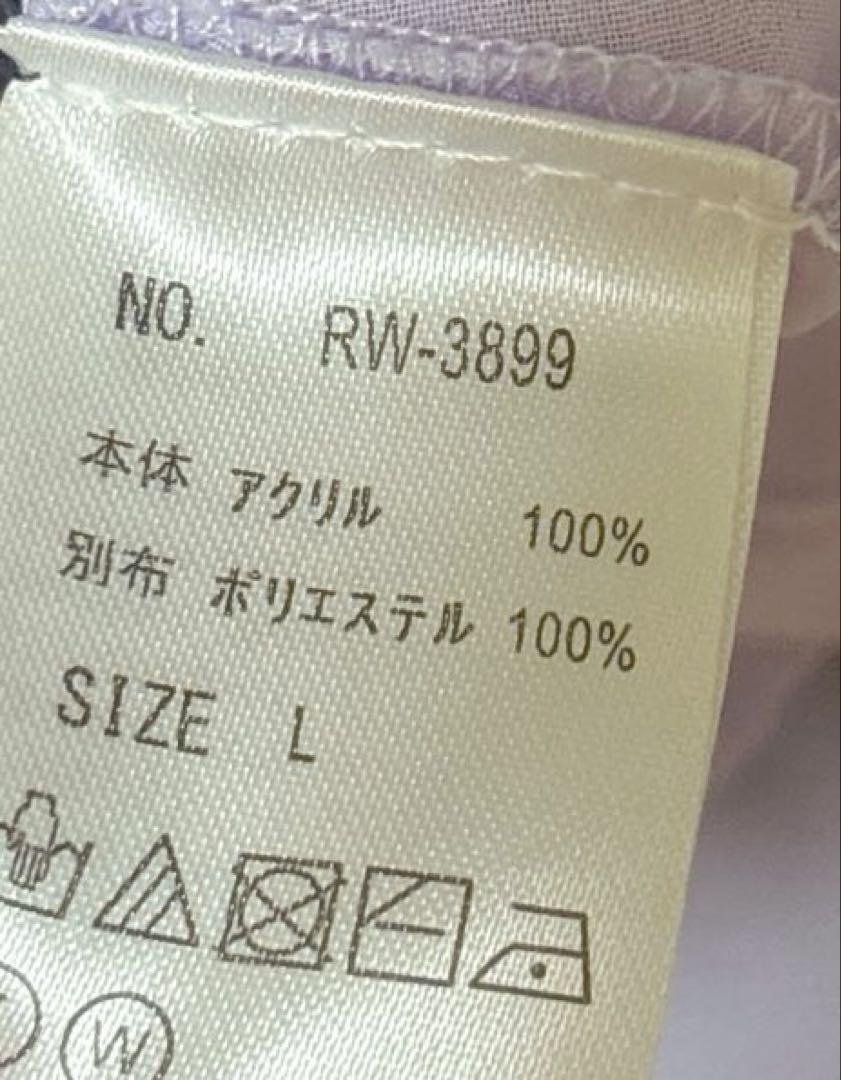 NO. RW-3899
本体 アクリル 100%
別布 ポリエステル 100%
SIZE L
W